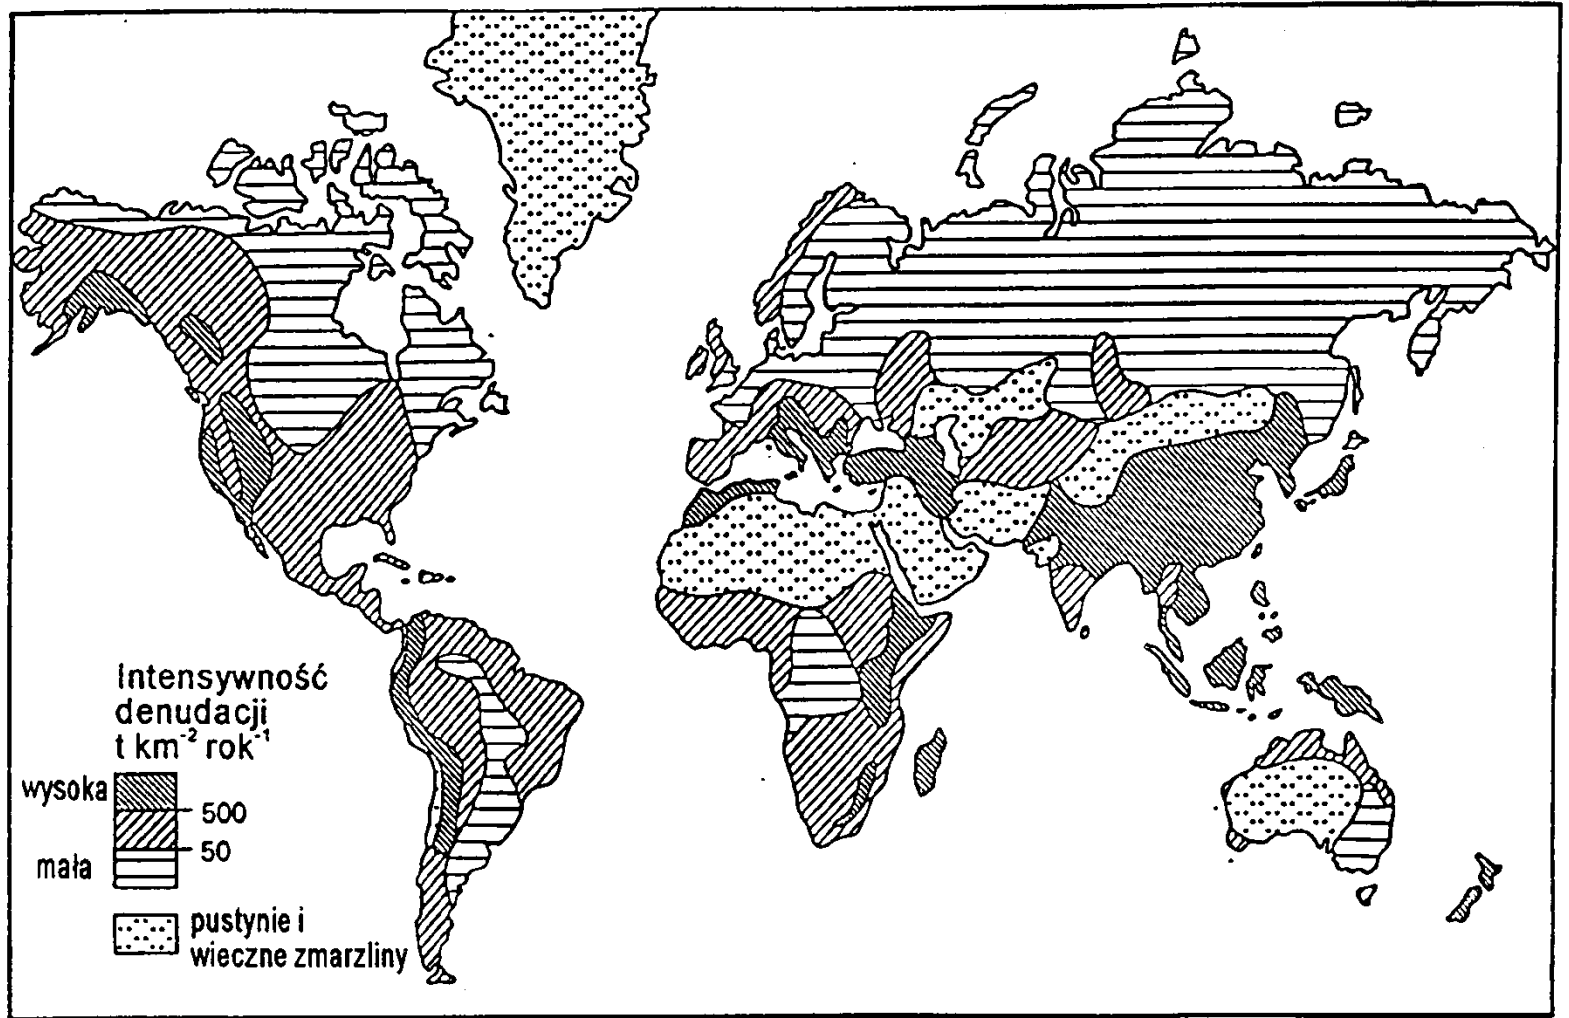 Intensywność
denudacji
t km⁻² rok⁻¹
wysoka
500
50
mała
pustynie i
wieczne zmarzliny